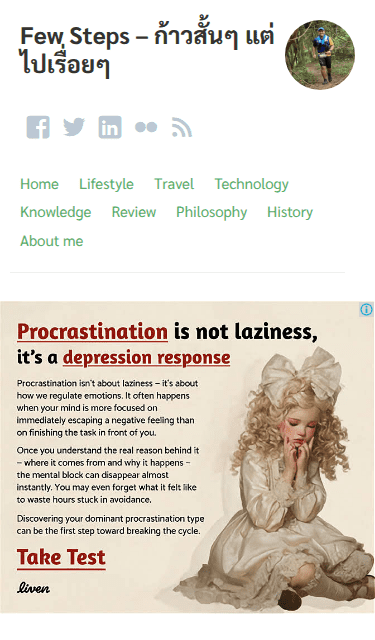 Few Steps – ก้าวสั้นๆ แต่
ไปเรื่อยๆ
Home Lifestyle Travel Technology
Knowledge Review Philosophy History
About me
Procrastination is not laziness,
it's a depression response
Procrastination isn't about laziness – it's about
how we regulate emotions. It often happens
when your mind is more focused on
immediately escaping a negative feeling than
on finishing the task in front of you.
Once you understand the real reason behind it
– where it comes from and why it happens –
the mental block can disappear almost
instantly. You may even forget what it felt like
to waste hours stuck in avoidance.
Discovering your dominant procrastination type
can be the first step toward breaking the cycle.
Take Test
liven